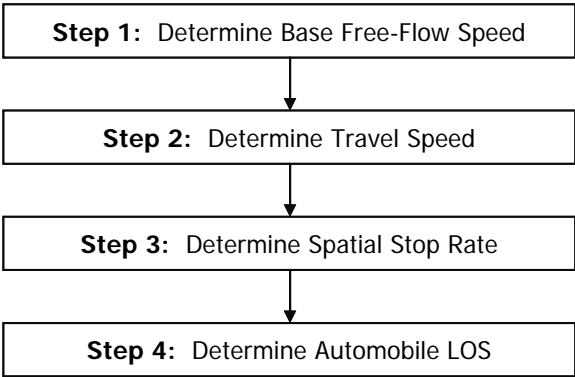 Step 1: Determine Base Free-Flow Speed
Step 2: Determine Travel Speed
Step 3: Determine Spatial Stop Rate
Step 4: Determine Automobile LOS